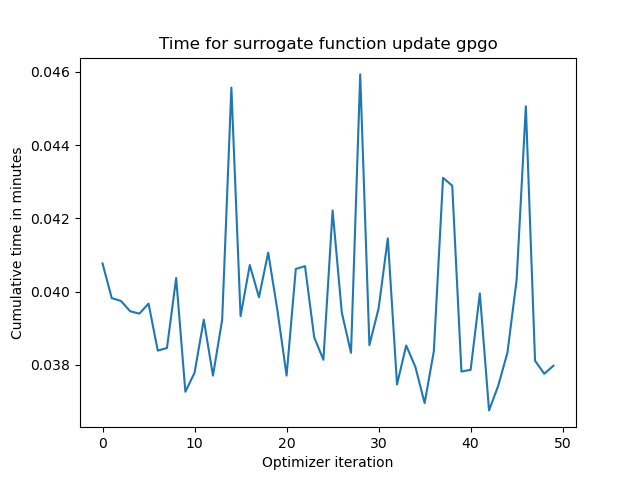 Time for surrogate function update gpgo
Cumulative time in minutes
0.046
0.044
0.042
0.040
0.038
0 10 20 30 40 50
Optimizer iteration